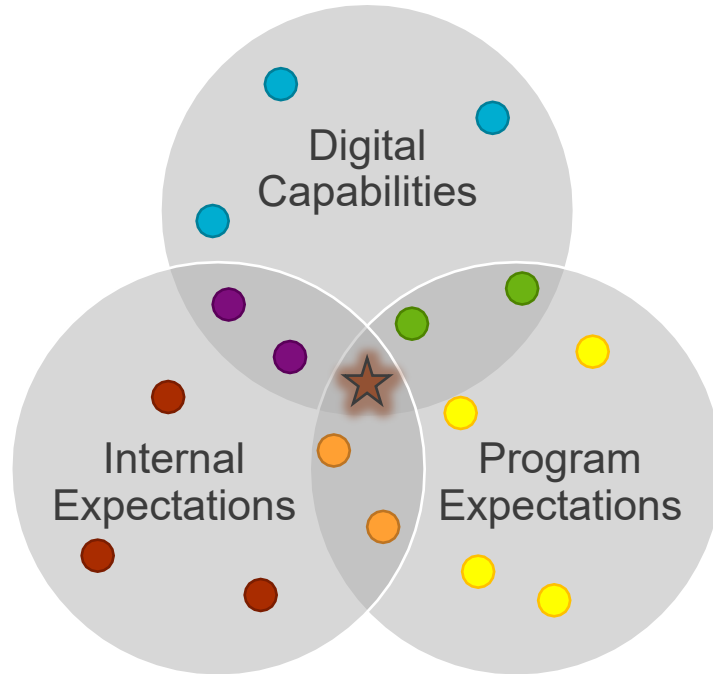 Digital
Capabilities
Internal
Expectations
Program
Expectations